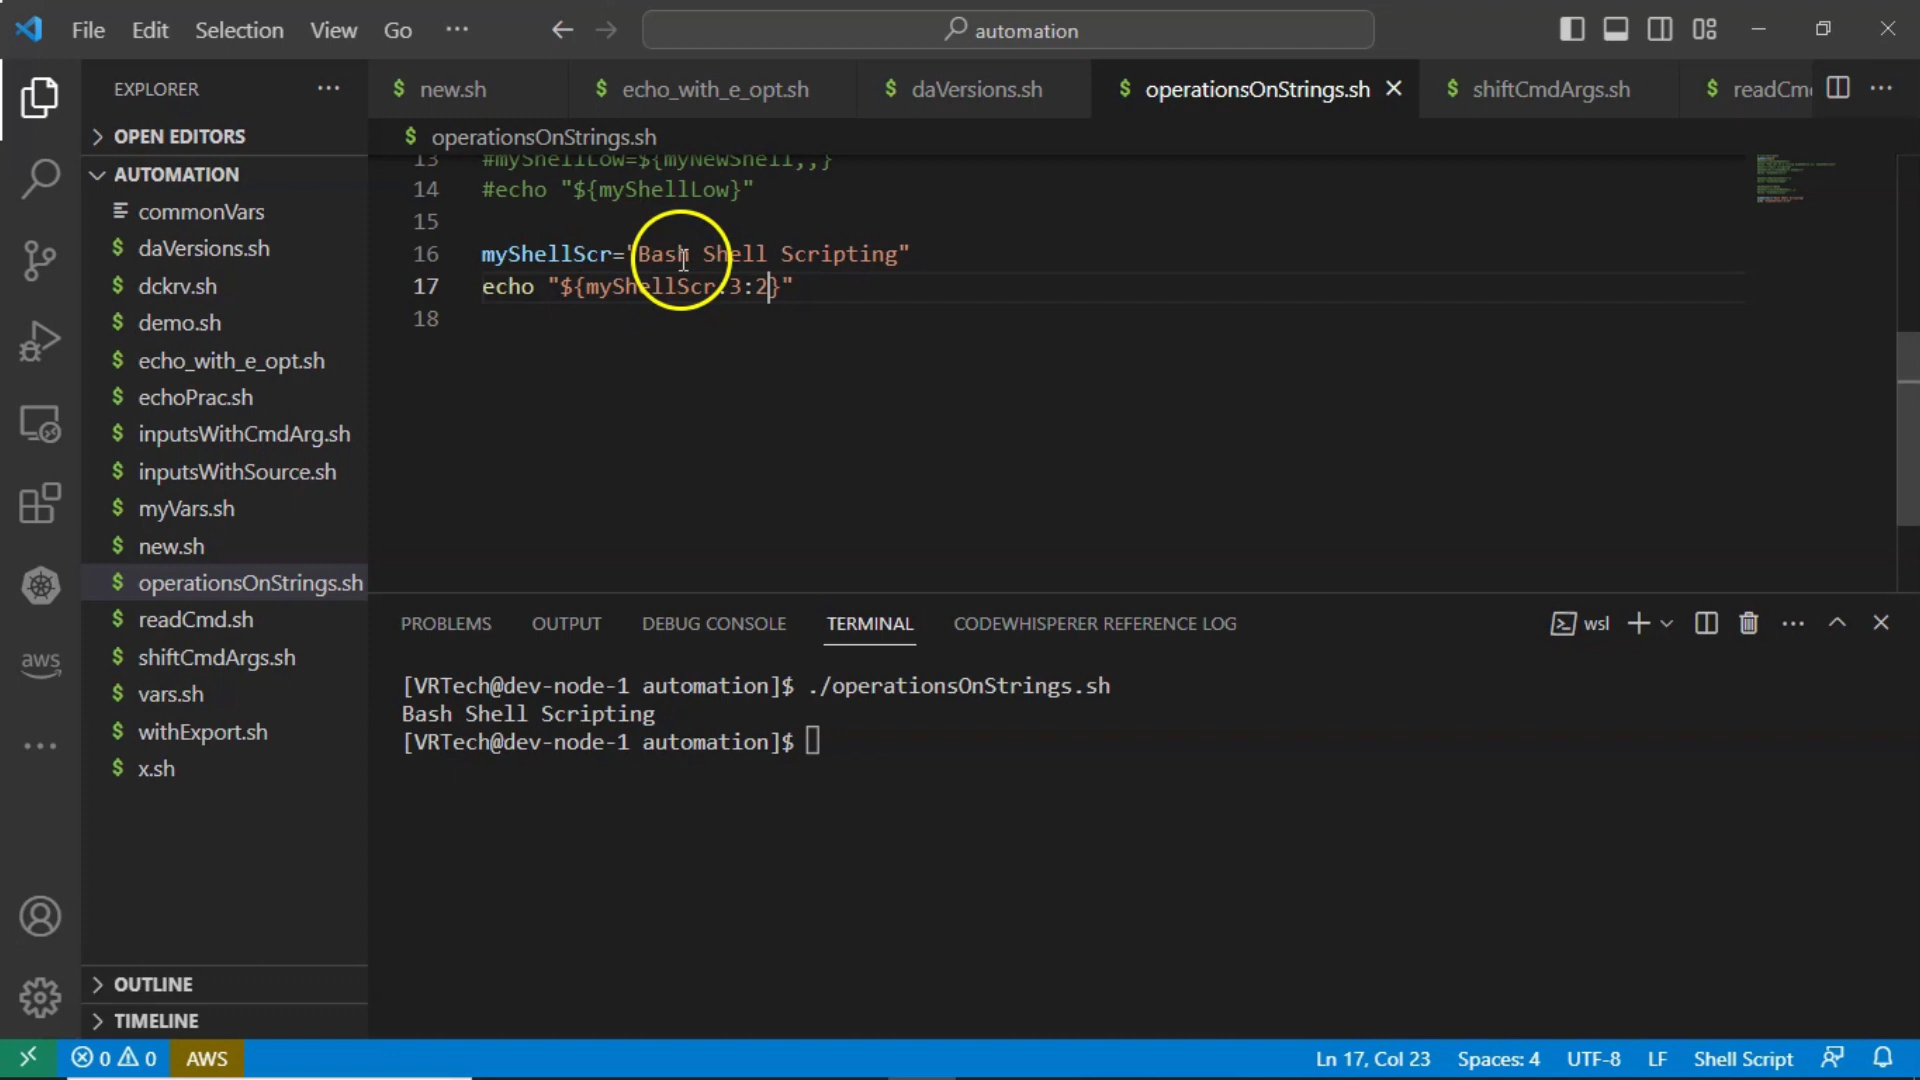 File Edit Selection View Go ··· automation
EXPLORER ···
new.sh echo_with_e_opt.sh daVersions.sh operationsOnStrings.sh shiftCmdArgs.sh ···
OPEN EDITORS
operationsOnStrings.sh
AUTOMATION
commonVars
daVersions.sh
dckrv.sh
demo.sh
echo_with_e_opt.sh
echoPrac.sh
inputsWithCmdArg.sh
inputsWithSource.sh
myVars.sh
new.sh
operationsOnStrings.sh
readCmd.sh
shiftCmdArgs.sh
vars.sh
withExport.sh
x.sh
OUTLINE
TIMELINE
13 #myShellLow=${myNewShell,,}
14 #echo "${myShellLow}"
15
16 myShellScr="Bash Shell Scripting"
17 echo "${myShellScr:3:2}"
18
PROBLEMS OUTPUT DEBUG CONSOLE TERMINAL CODEWHISPERER REFERENCE LOG wsl ···
[VRTech@dev-node-1 automation]$ ./operationsOnStrings.sh
Bash Shell Scripting
[VRTech@dev-node-1 automation]$
aws
0 0 AWS Ln 17, Col 23 Spaces: 4 UTF-8 LF Shell Script